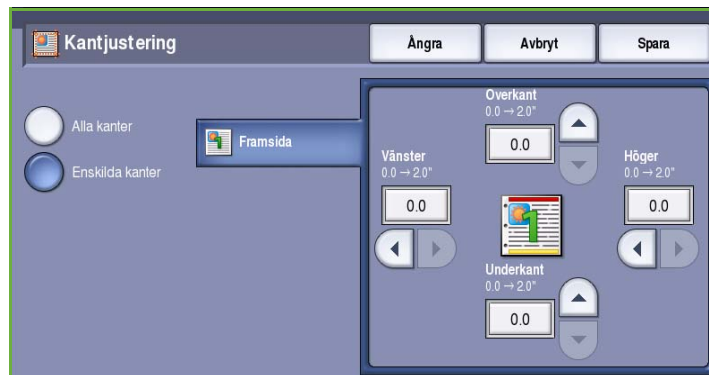 Kantjustering
Ångra
Avbryt
Spara
Alla kanter
Enskilda kanter
Framsida
Överkant
0.0 → 2.0"
0.0
Vänster
0.0 → 2.0"
0.0
Höger
0.0 → 2.0"
0.0
1
Underkant
0.0 → 2.0"
0.0